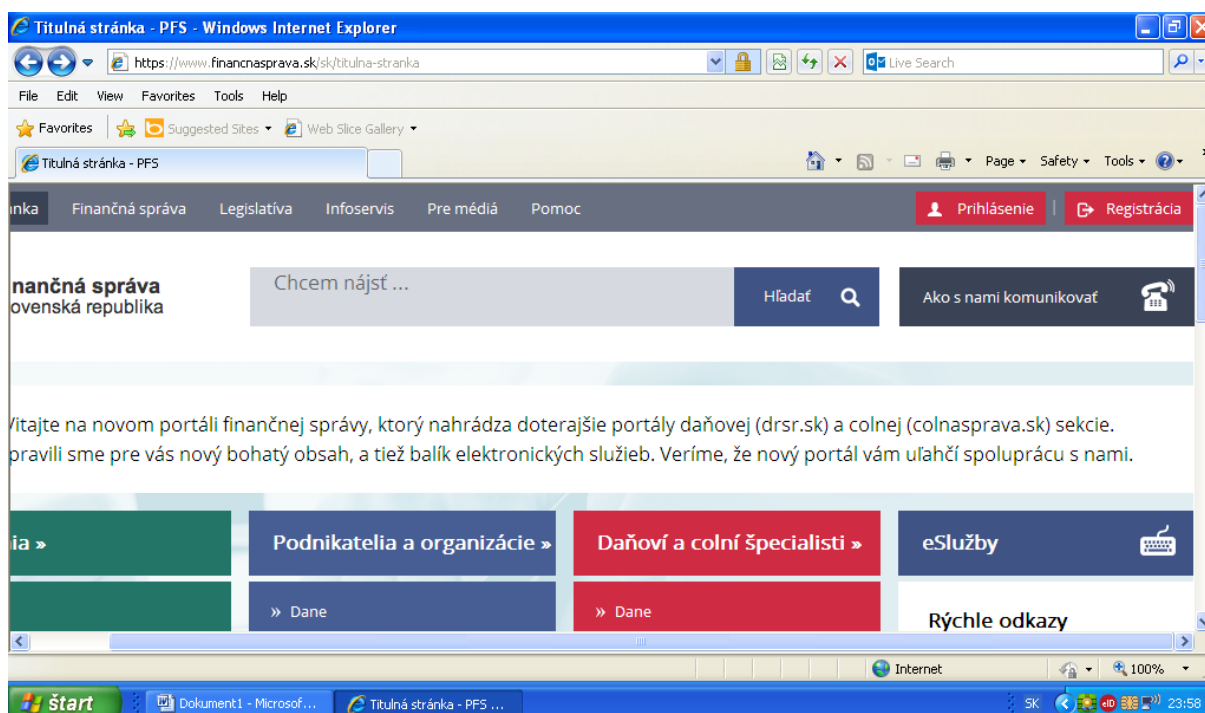 Titulná stránka - PFS - Windows Internet Explorer
https://www.financnasprava.sk/sk/titulna-stranka
Live Search
File Edit View Favorites Tools Help
Favorites Suggested Sites Web Slice Gallery
Titulná stránka - PFS
Page Safety Tools
nka Finančná správa Legislatíva Infoservis Pre médiá Pomoc Prihlásenie | Registrácia
nančná správa
ovenská republika
Chcem nájsť ...
Hľadať
Ako s nami komunikovať
Vitajte na novom portáli finančnej správy, ktorý nahrádza doterajšie portály daňovej (drsr.sk) a colnej (colnasprava.sk) sekcie.
pravili sme pre vás nový bohatý obsah, a tiež balík elektronických služieb. Veríme, že nový portál vám uľahčí spoluprácu s nami.
ia » Podnikatelia a organizácie » Daňoví a colní špecialisti » eSlužby
» Dane » Dane
Rýchle odkazy
Internet 100%
štart Dokument1 - Microsof... Titulná stránka - PFS ... SK eID 23:58